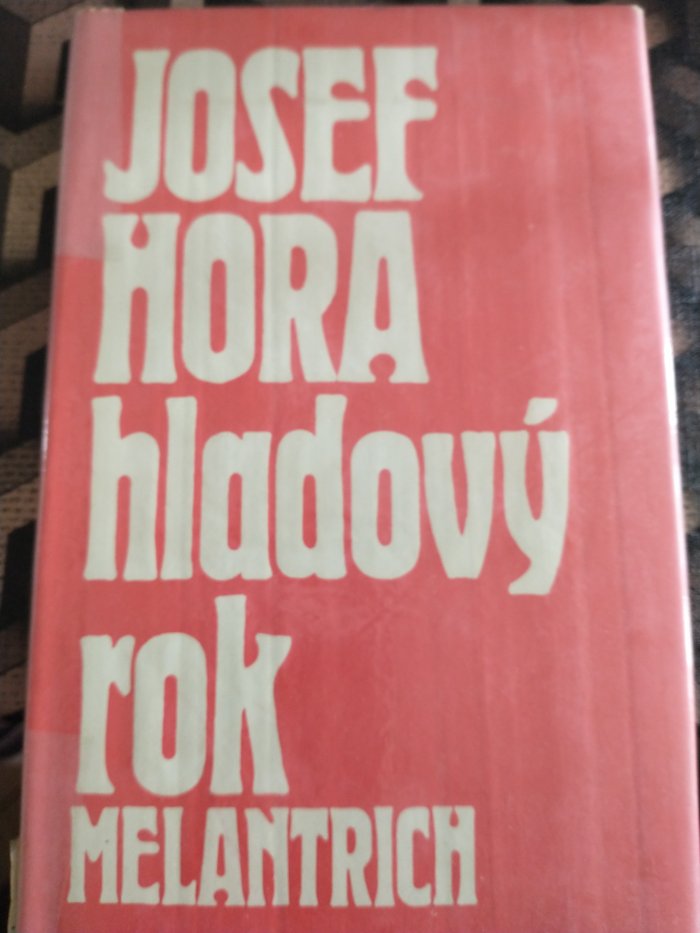 JOSEF
HORA
hladový
rok
MELANTRICH